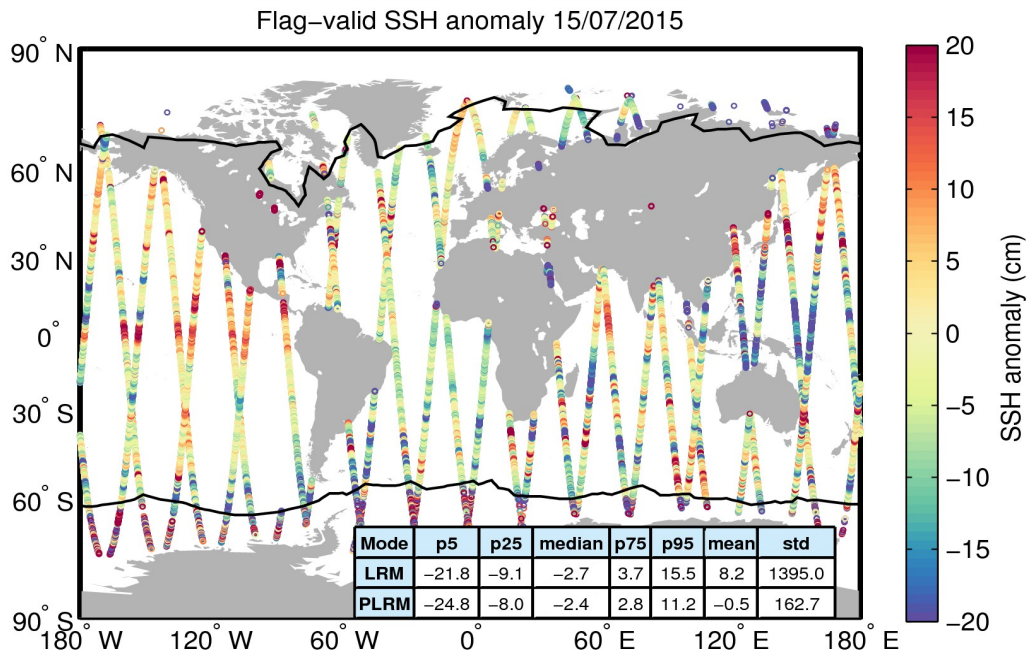 Flag−valid SSH anomaly 15/07/2015
90° N
60° N
30° N
0°
30° S
60° S
90° S
180° W
120° W
60° W
0°
60° E
120° E
180° E
Mode p5 p25 median p75 p95 mean std
LRM −21.8 −9.1 −2.7 3.7 15.5 8.2 1395.0
PLRM −24.8 −8.0 −2.4 2.8 11.2 −0.5 162.7
20
15
10
5
0
−5
−10
−15
−20
SSH anomaly (cm)